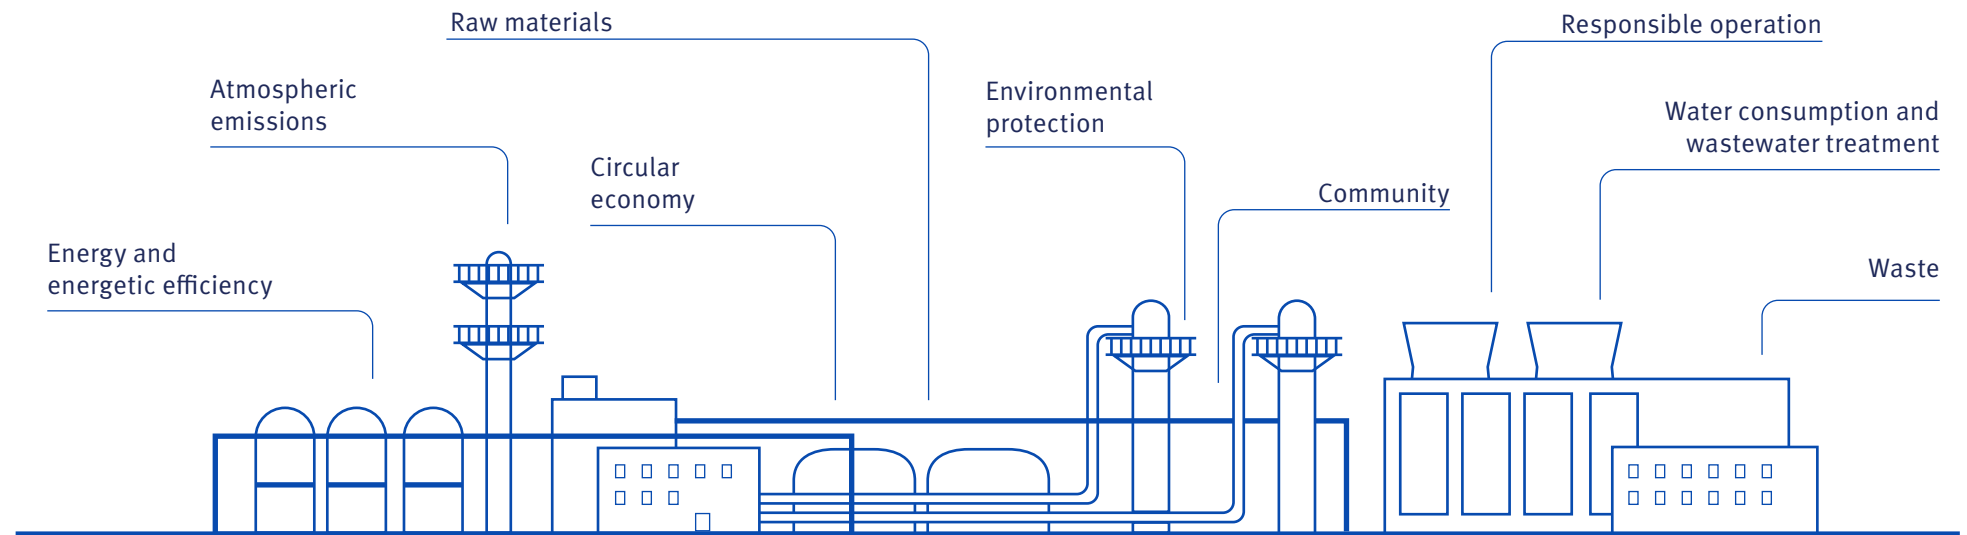 Raw materials
Responsible operation
Atmospheric
emissions
Environmental
protection
Water consumption and
wastewater treatment
Circular
economy
Community
Energy and
energetic efficiency
Waste